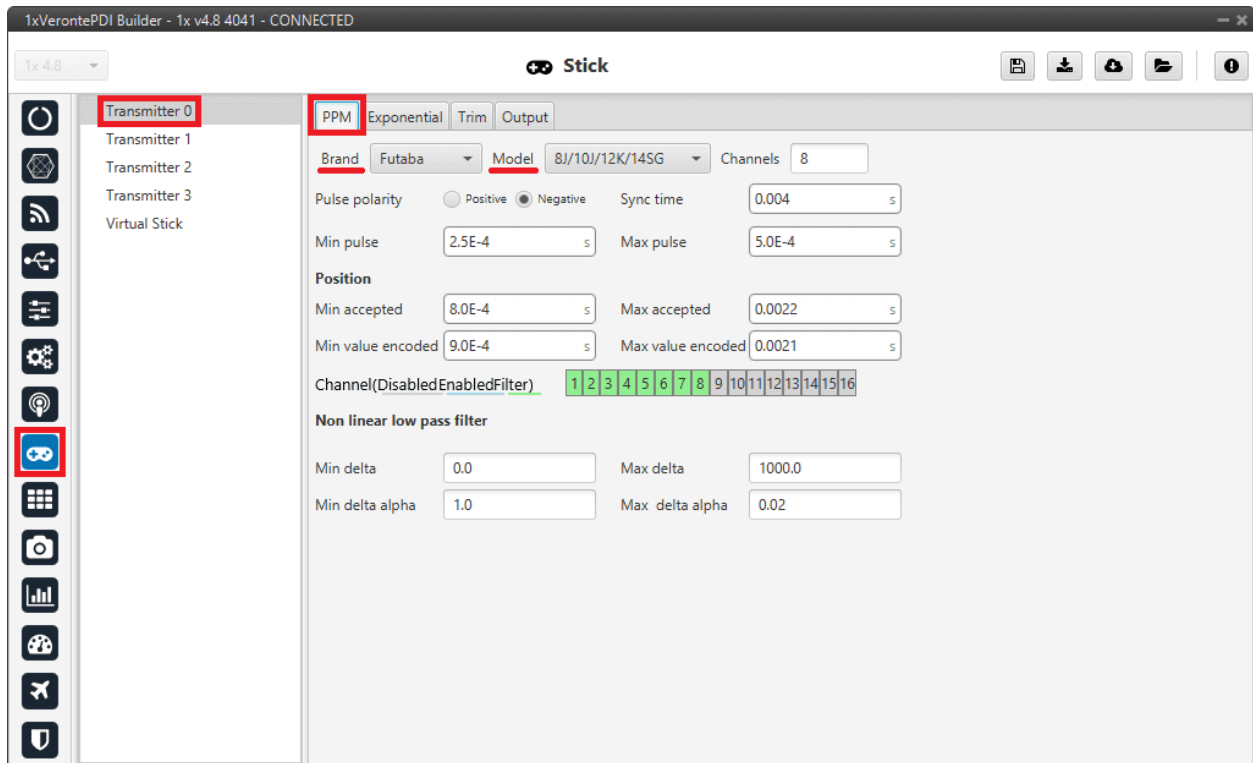 1xVerontePDI Builder - 1x v4.8 4041 - CONNECTED
1x 4.8
Stick
Transmitter 0
Transmitter 1
Transmitter 2
Transmitter 3
Virtual Stick
PPM Exponential Trim Output
Brand Futaba Model 8J/10J/12K/14SG Channels 8
Pulse polarity Positive Negative Sync time 0.004 s
Min pulse 2.5E-4 s Max pulse 5.0E-4 s
Position
Min accepted 8.0E-4 s Max accepted 0.0022 s
Min value encoded 9.0E-4 s Max value encoded 0.0021 s
Channel(DisabledEnabledFilter) 1 2 3 4 5 6 7 8 9 10 11 12 13 14 15 16
Non linear low pass filter
Min delta 0.0 Max delta 1000.0
Min delta alpha 1.0 Max delta alpha 0.02